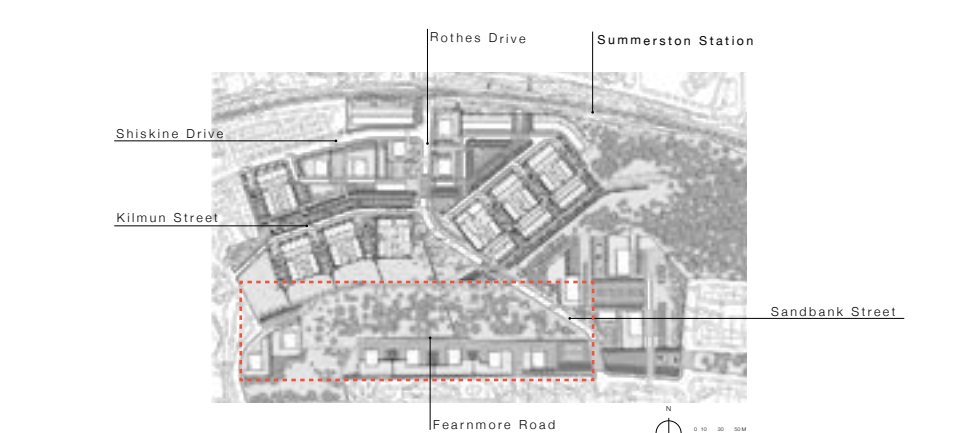 Rothes Drive
Summerston Station
Shiskine Drive
Kilmun Street
Sandbank Street
Fearnmore Road
N
0 10 30 50M